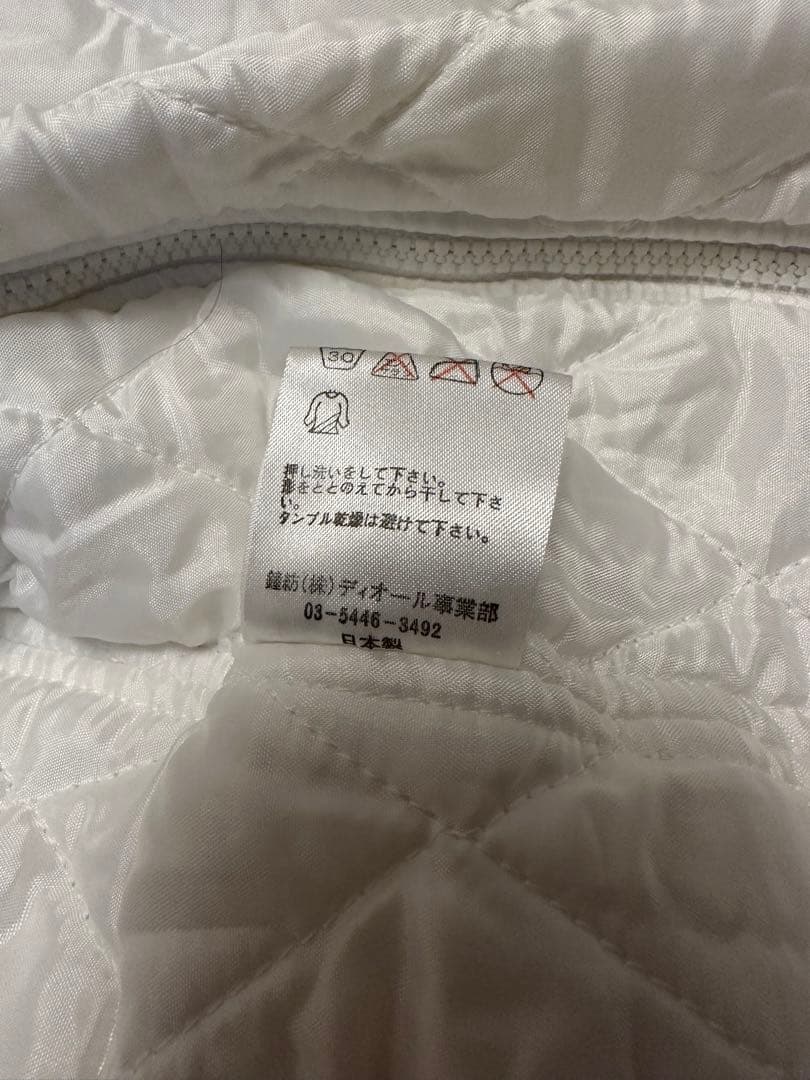 30
押し洗いをして下さい。
形をととのえてから干して下さ
い。
タンブル乾燥は避けて下さい。
鐘紡(株)ディオール事業部
03-5446-3492
日本製